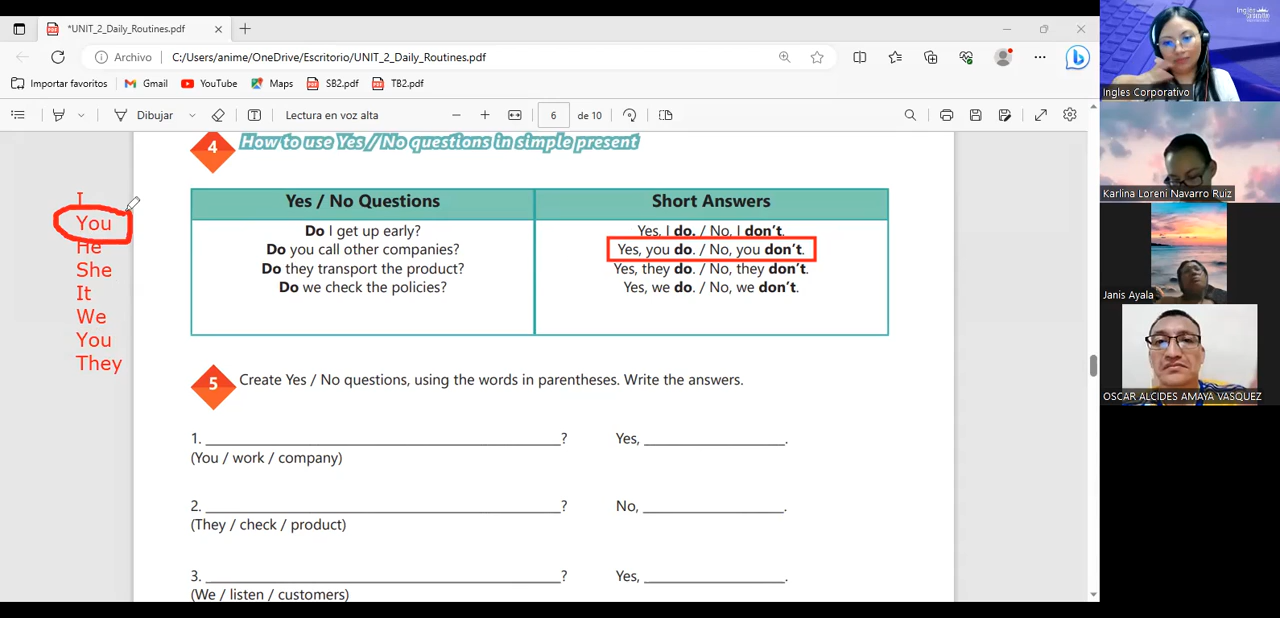 *UNIT_2_Daily_Routines.pdf
Archivo
C:/Users/anime/OneDrive/Escritorio/UNIT_2_Daily_Routines.pdf
Importar favoritos
Gmail
YouTube
Maps
SB2.pdf
TB2.pdf
Dibujar
Lectura en voz alta
6
de 10
4
How to use Yes / No questions in simple present
Yes / No Questions
Do I get up early?
Do you call other companies?
Do they transport the product?
Do we check the policies?
Short Answers
Yes, I do. / No, I don't.
Yes, you do. / No, you don't.
Yes, they do. / No, they don't.
Yes, we do. / No, we don't.
I
You
He
She
It
We
You
They
5
Create Yes / No questions, using the words in parentheses. Write the answers.
1. ________________________________________? Yes, ________________.
(You / work / company)
2. ________________________________________? No, ________________.
(They / check / product)
3. ________________________________________? Yes, ________________.
(We / listen / customers)
Ingles Corporativo
Karlina Loreni Navarro Ruiz
Janis Ayala
OSCAR ALCIDES AMAYA VASQUEZ